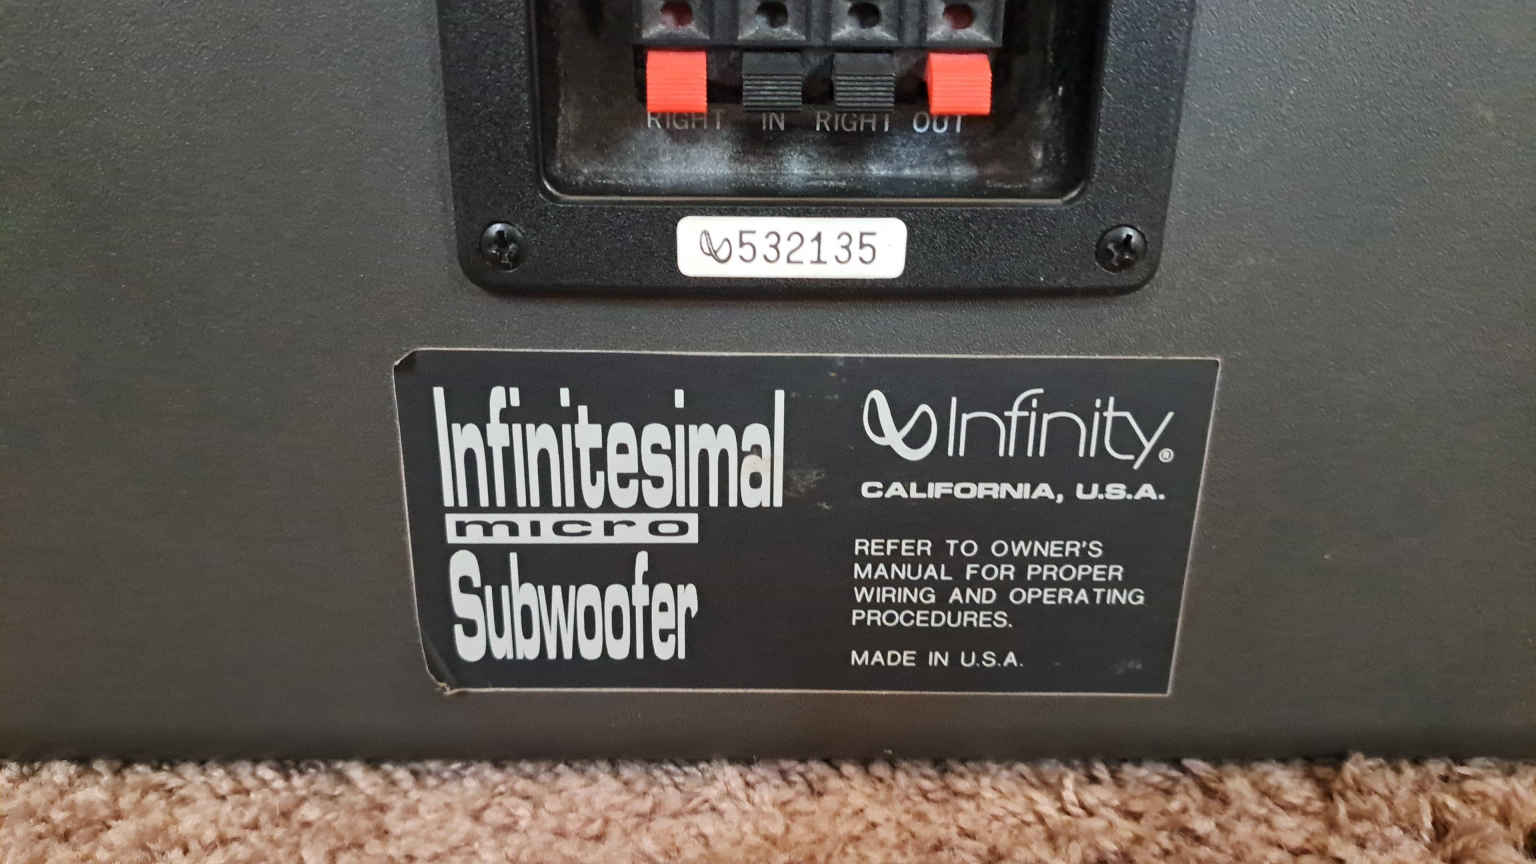 RIGHT IN RIGHT OUT
532135
Infinitesimal
micro
Subwoofer
Infinity®
CALIFORNIA, U.S.A.
REFER TO OWNER'S
MANUAL FOR PROPER
WIRING AND OPERATING
PROCEDURES.
MADE IN U.S.A.